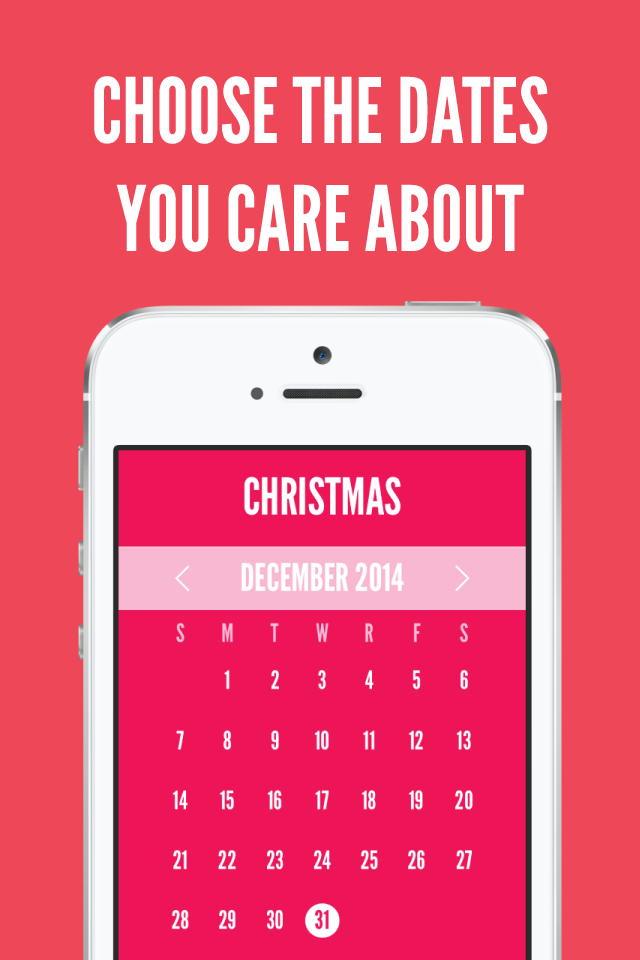 CHOOSE THE DATES
YOU CARE ABOUT
CHRISTMAS
DECEMBER 2014
S M T W R F S
1 2 3 4 5 6
7 8 9 10 11 12 13
14 15 16 17 18 19 20
21 22 23 24 25 26 27
28 29 30 31